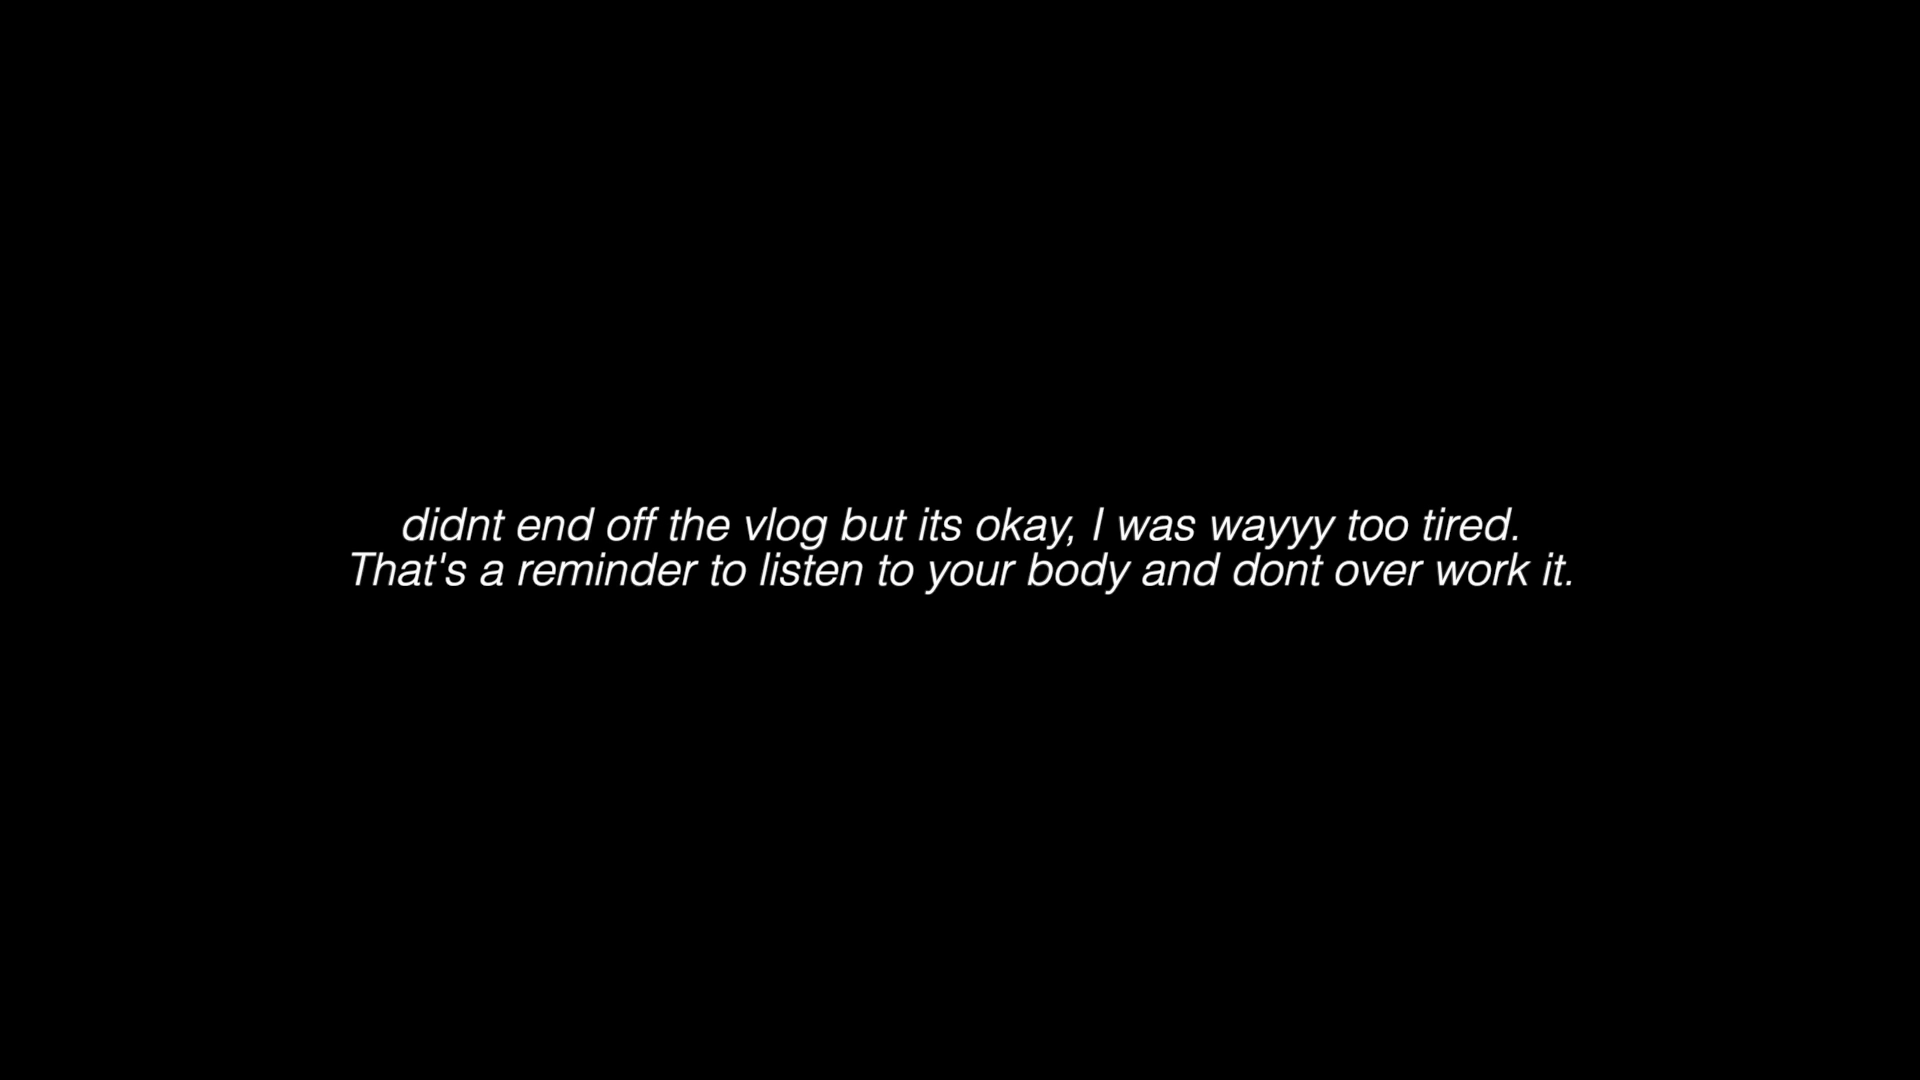 didnt end off the vlog but its okay, I was wayyy too tired.
That's a reminder to listen to your body and dont over work it.